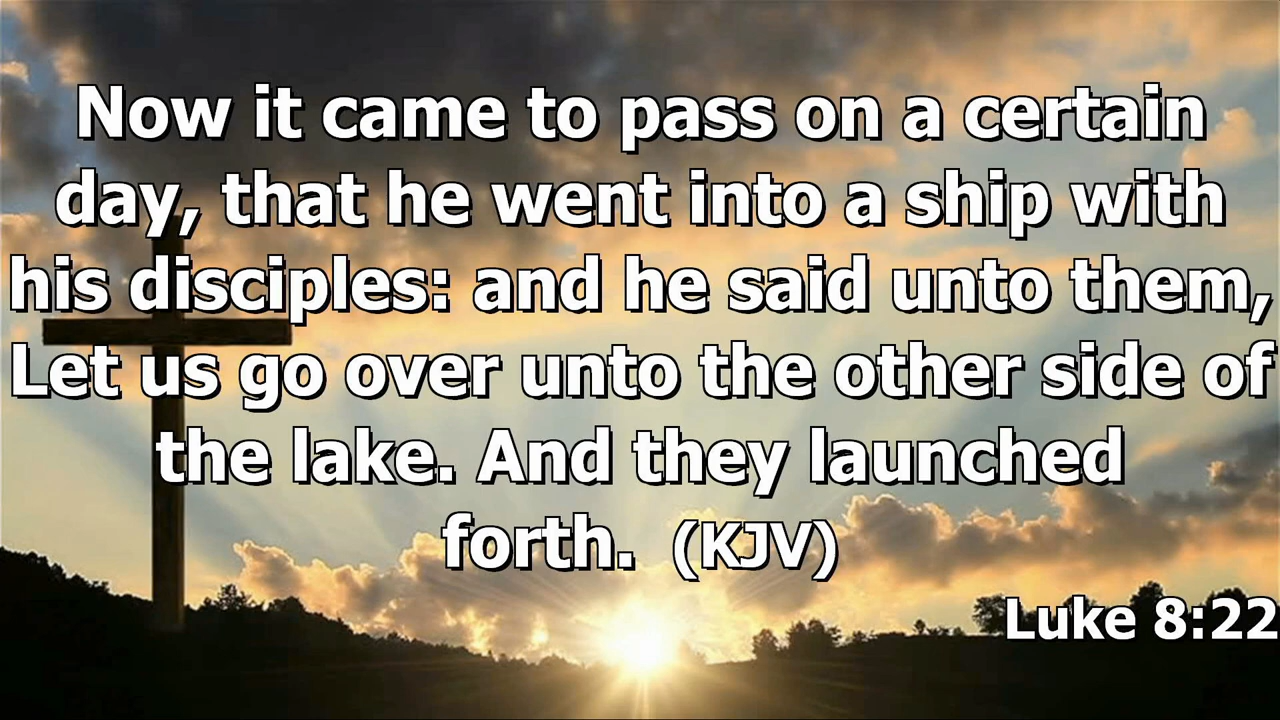 Now it came to pass on a certain
day, that he went into a ship with
his disciples: and he said unto them,
Let us go over unto the other side of
the lake. And they launched
forth. (KJV)
Luke 8:22